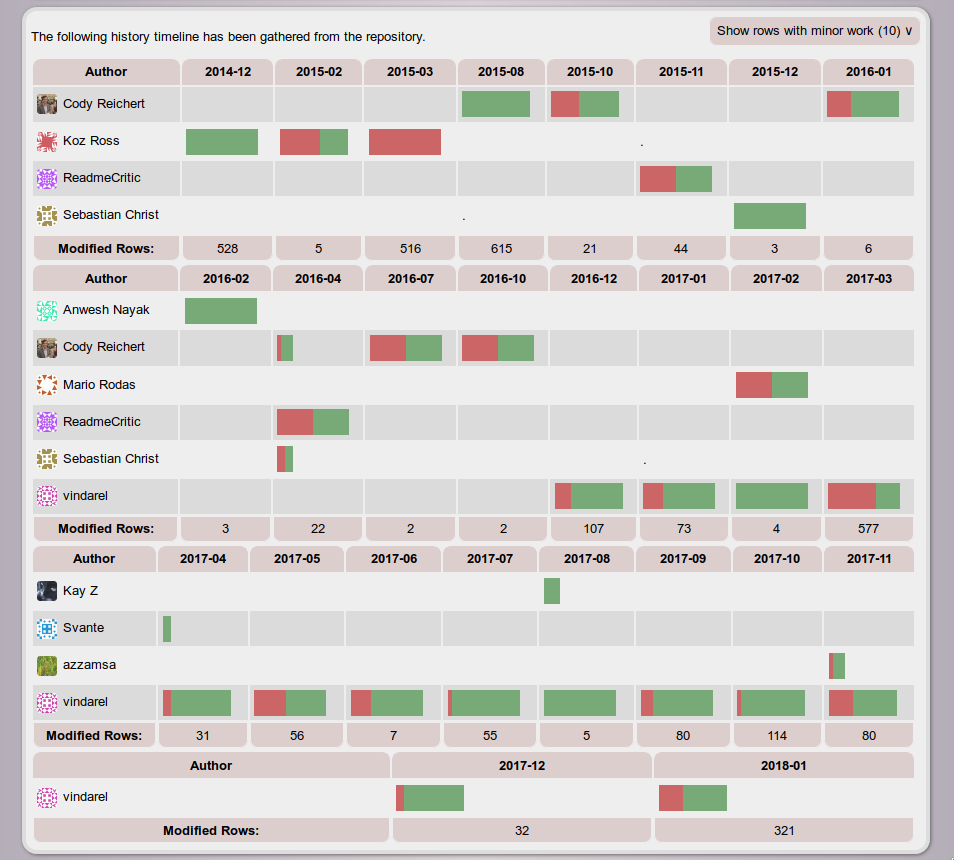 The following history timeline has been gathered from the repository.
Show rows with minor work (10) ∨
Author 2014-12 2015-02 2015-03 2015-08 2015-10 2015-11 2015-12 2016-01
Cody Reichert
Koz Ross .
ReadmeCritic
Sebastian Christ .
Modified Rows: 528 5 516 615 21 44 3 6
Author 2016-02 2016-04 2016-07 2016-10 2016-12 2017-01 2017-02 2017-03
Anwesh Nayak
Cody Reichert
Mario Rodas
ReadmeCritic
Sebastian Christ .
vindarel
Modified Rows: 3 22 2 2 107 73 4 577
Author 2017-04 2017-05 2017-06 2017-07 2017-08 2017-09 2017-10 2017-11
Kay Z
Svante
azzamsa
vindarel
Modified Rows: 31 56 7 55 5 80 114 80
Author 2017-12 2018-01
vindarel
Modified Rows: 32 321